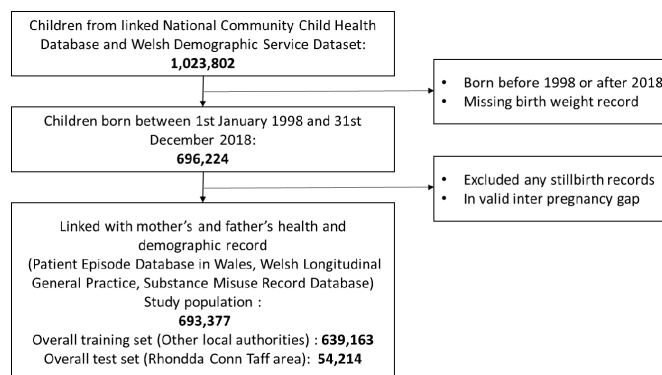 Children from linked National Community Child Health
Database and Welsh Demographic Service Dataset:
1,023,802
• Born before 1998 or after 2018
• Missing birth weight record
Children born between 1st January 1998 and 31st
December 2018:
696,224
• Excluded any stillbirth records
• In valid inter pregnancy gap
Linked with mother's and father's health and
demographic record
(Patient Episode Database in Wales, Welsh Longitudinal
General Practice, Substance Misuse Record Database)
Study population :
693,377
Overall training set (Other local authorities) : 639,163
Overall test set (Rhondda Conn Taff area): 54,214